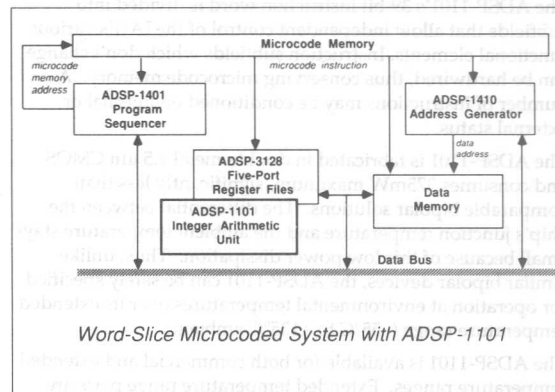 Microcode Memory
microcode
memory
address
microcode instruction
ADSP-1401
Program
Sequencer
ADSP-1410
Address Generator
ADSP-3128
Five-Port
Register Files
data
address
ADSP-1101
Integer Arithmetic
Unit
Data
Memory
Data Bus
Word-Slice Microcoded System with ADSP-1101